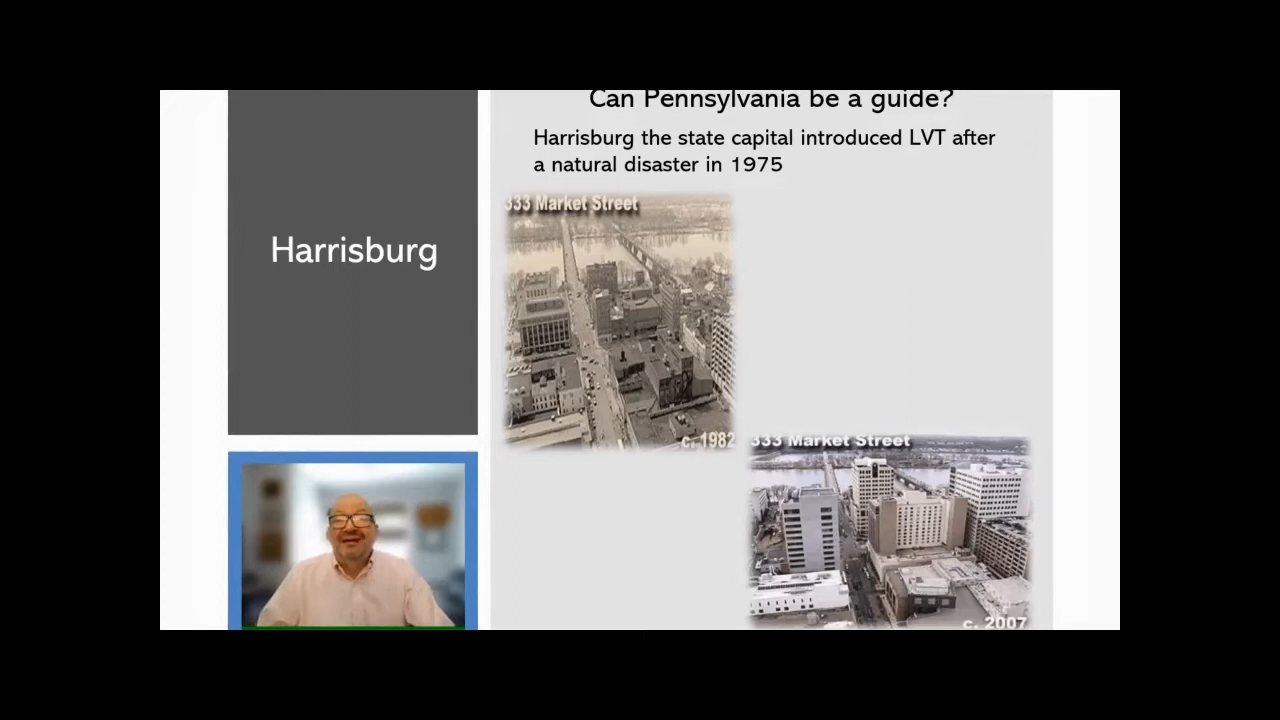 Can Pennsylvania be a guide?
Harrisburg the state capital introduced LVT after
a natural disaster in 1975
Harrisburg
333 Market Street
c. 1982
333 Market Street
c. 2007